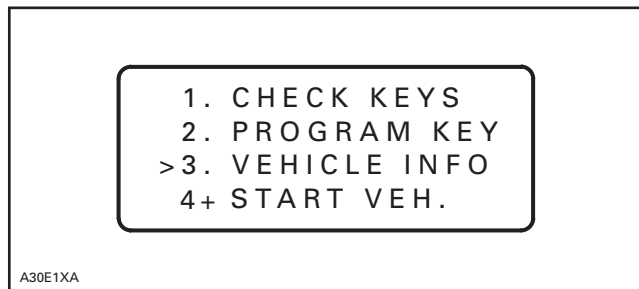 1. CHECK KEYS
2. PROGRAM KEY
>3. VEHICLE INFO
4+ START VEH.
A30E1XA